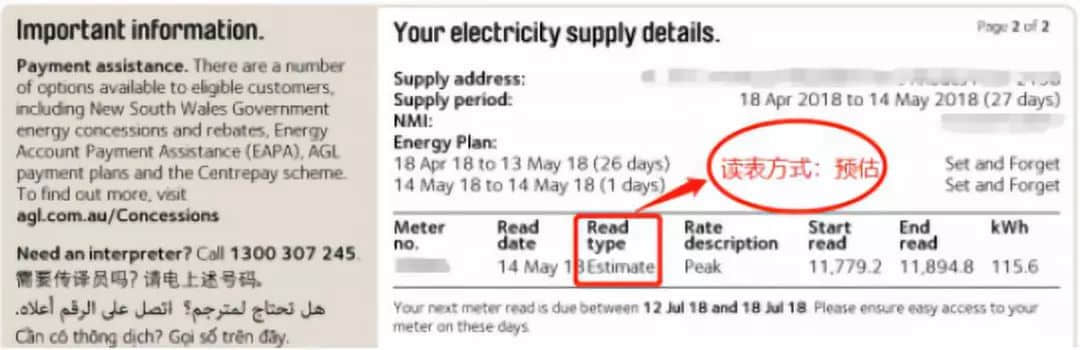 Important information.
Payment assistance. There are a number
of options available to eligible customers,
including New South Wales Government
energy concessions and rebates, Energy
Account Payment Assistance (EAPA), AGL
payment plans and the Centrepay scheme.
To find out more, visit
agl.com.au/Concessions
Need an interpreter? Call 1300 307 245.
需要传译员吗？请电上述号码。
هل تحتاج لمترجم؟ اتصل على الرقم أعلاه.
Cần có thông dịch? Gọi số trên đây.
Your electricity supply details.
Page 2 of 2
Supply address:
Supply period: 18 Apr 2018 to 14 May 2018 (27 days)
NMI:
Energy Plan:
18 Apr 18 to 13 May 18 (26 days) Set and Forget
14 May 18 to 14 May 18 (1 days) Set and Forget
读表方式：预估
Meter no. Read date Read type Rate description Start read End read kWh
14 May 18 Estimate Peak 11,779.2 11,894.8 115.6
Your next meter read is due between 12 Jul 18 and 18 Jul 18. Please ensure easy access to your
meter on these days.